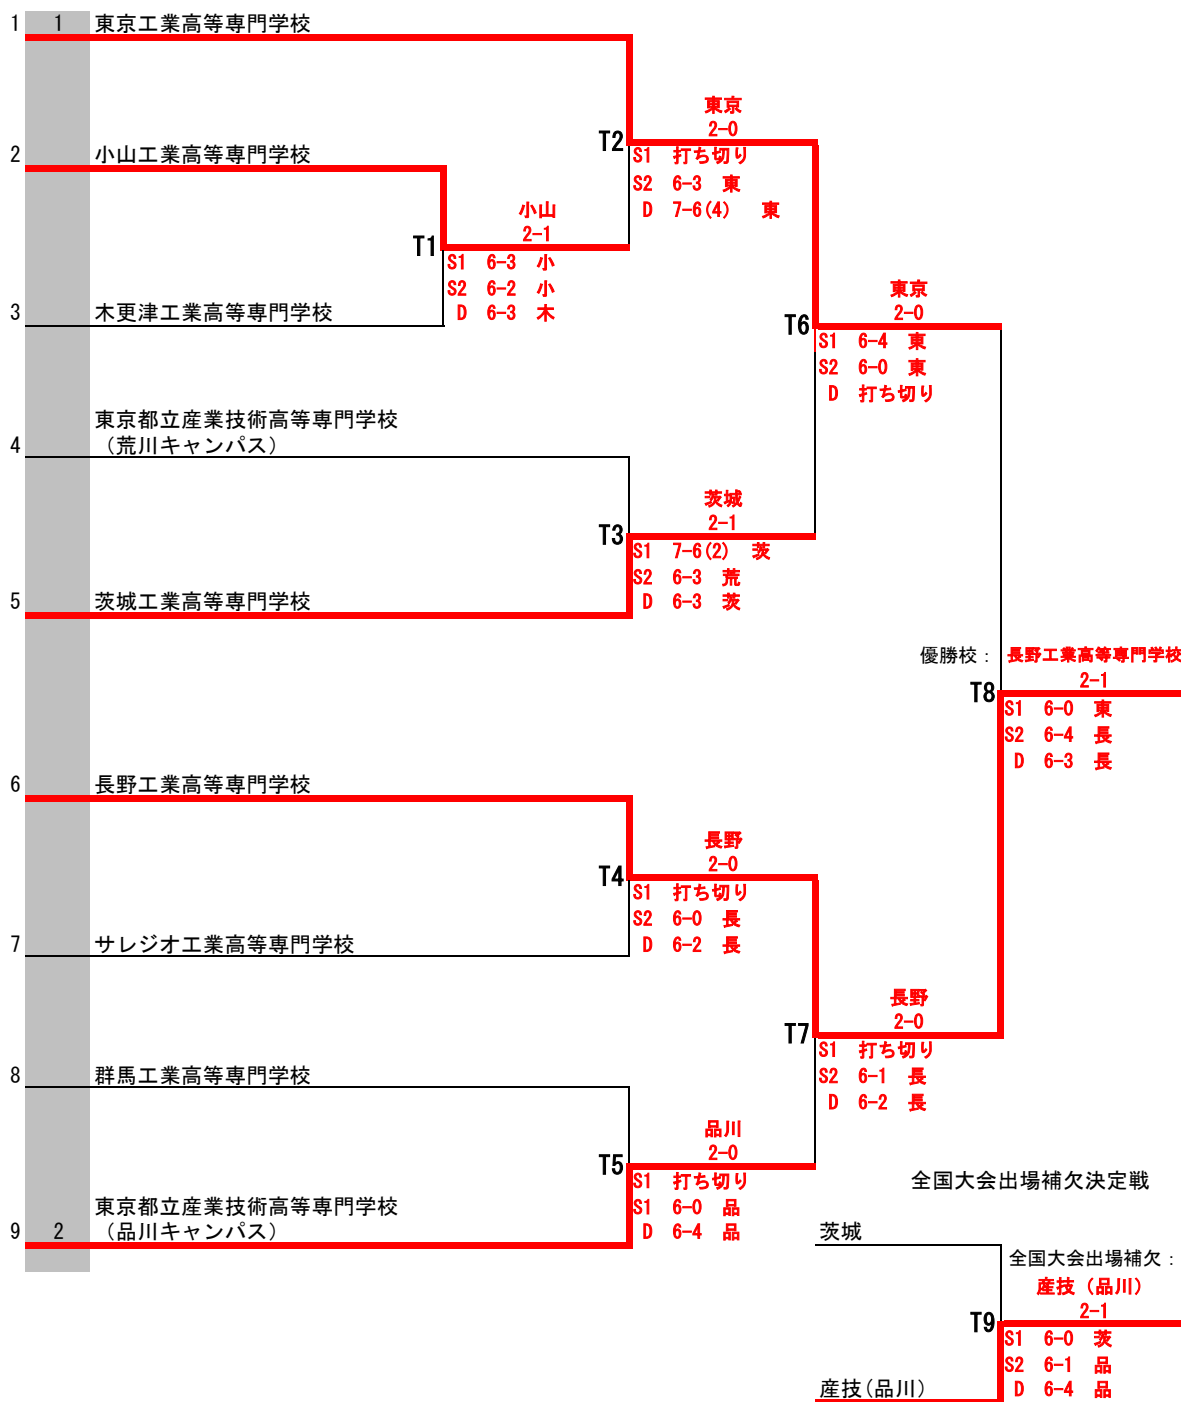 1 1 東京工業高等専門学校
東京
2-0
T2
S1 打ち切り
S2 6-3 東
D 7-6(4) 東
2 小山工業高等専門学校
小山
2-1
T1
S1 6-3 小
S2 6-2 小
D 6-3 木
3 木更津工業高等専門学校
東京
2-0
T6
S1 6-4 東
S2 6-0 東
D 打ち切り
東京都立産業技術高等専門学校
4 (荒川キャンパス)
茨城
2-1
T3
S1 7-6(2) 茨
S2 6-3 荒
D 6-3 茨
5 茨城工業高等専門学校
優勝校: 長野工業高等専門学校
2-1
T8
S1 6-0 東
S2 6-4 長
D 6-3 長
6 長野工業高等専門学校
長野
2-0
T4
S1 打ち切り
S2 6-0 長
D 6-2 長
7 サレジオ工業高等専門学校
長野
2-0
T7
S1 打ち切り
S2 6-1 長
D 6-2 長
8 群馬工業高等専門学校
品川
2-0
T5
S1 打ち切り
S1 6-0 品
D 6-4 品
東京都立産業技術高等専門学校
9 2 (品川キャンパス)
全国大会出場補欠決定戦
茨城
全国大会出場補欠:
産技(品川)
2-1
T9
S1 6-0 茨
S2 6-1 品
D 6-4 品
産技(品川)